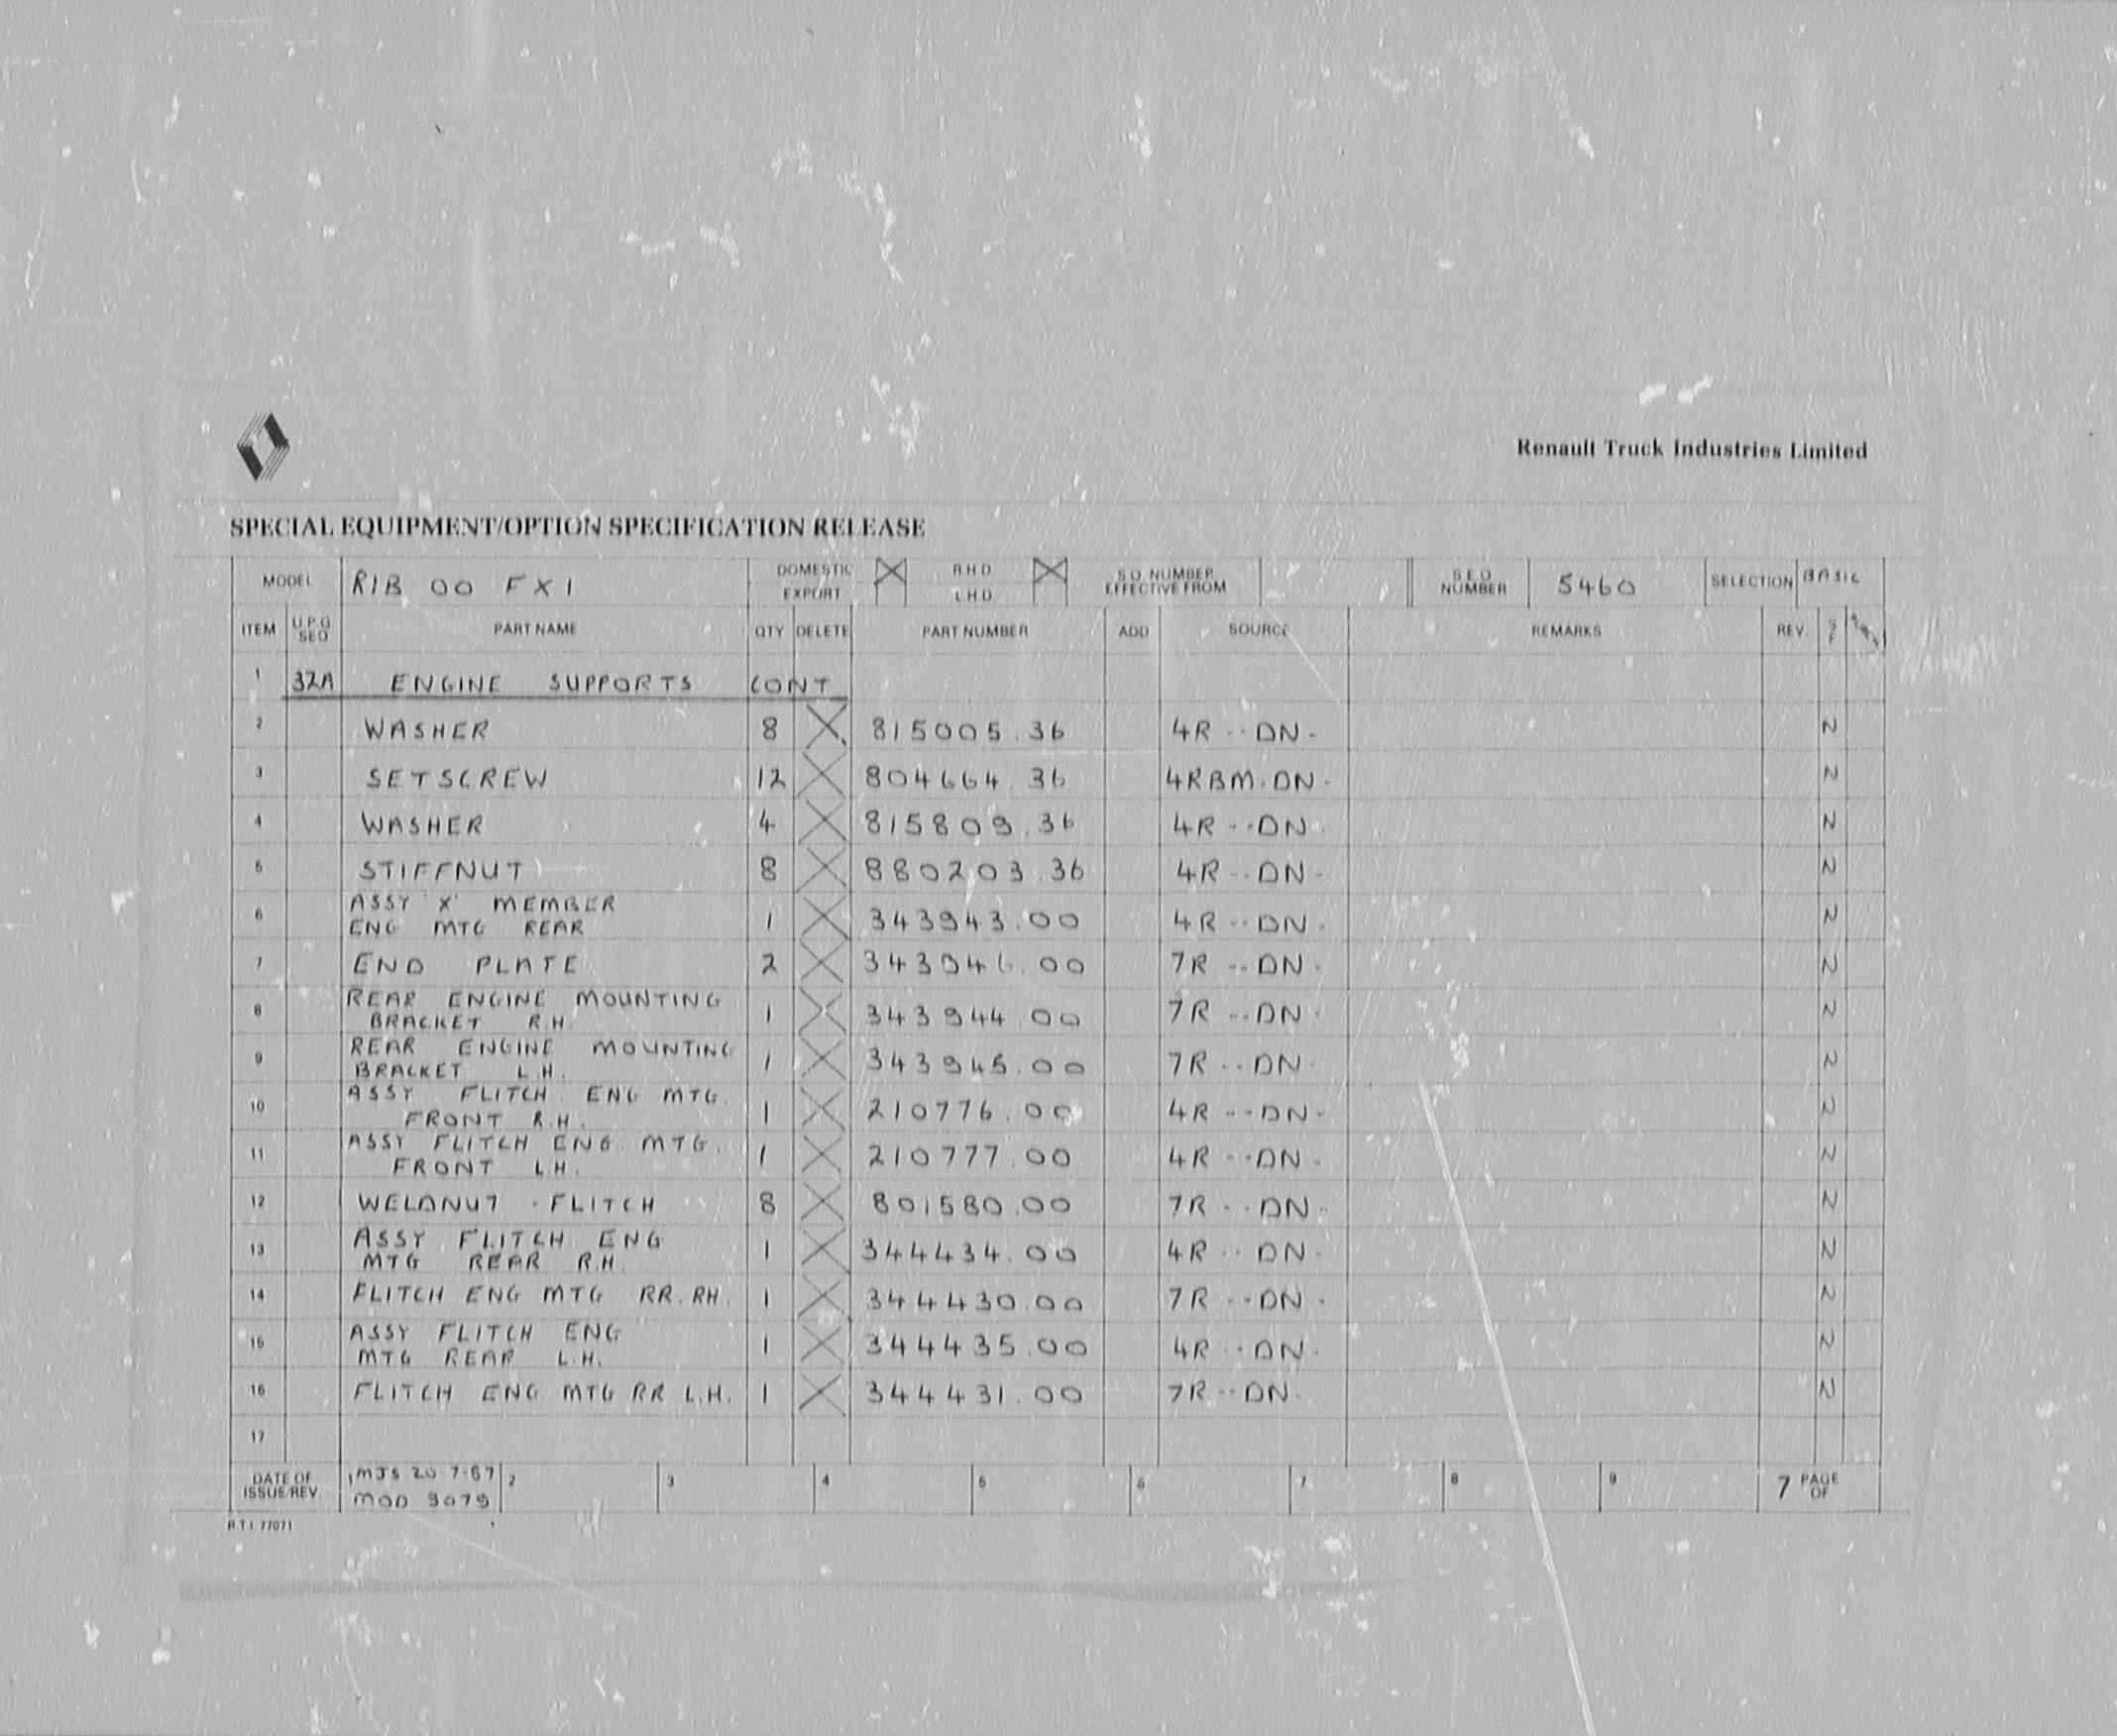 Renault Truck Industries Limited
SPECIAL EQUIPMENT/OPTION SPECIFICATION RELEASE
MODEL R1B 00 FX1 DOMESTIC EXPORT R.H.D L.H.D S.O. NUMBER EFFECTIVE FROM S.E.O NUMBER 5460 SELECTION BASIC
ITEM U.P.G SEQ PART NAME QTY DELETE PART NUMBER ADD SOURCE REMARKS REV
1 32A ENGINE SUPPORTS CONT
2 WASHER 8 X 815005.36 4R--DN- N
3 SETSCREW 12 X 804664.36 4RBM-DN- N
4 WASHER 4 X 815809.36 4R--DN- N
5 STIFFNUT 8 X 880203.36 4R--DN- N
6 ASSY 'X' MEMBER
ENG MTG REAR 1 X 343943.00 4R--DN- N
7 END PLATE 2 X 343946.00 7R--DN- N
8 REAR ENGINE MOUNTING
BRACKET R.H. 1 X 343944.00 7R--DN- N
9 REAR ENGINE MOUNTING
BRACKET L.H. 1 X 343945.00 7R--DN- N
10 ASSY FLITCH ENG MTG.
FRONT R.H. 1 X 210776.00 4R--DN- N
11 ASSY FLITCH ENG. MTG.
FRONT L.H. 1 X 210777.00 4R--DN- N
12 WELDNUT - FLITCH 8 X 801580.00 7R--DN- N
13 ASSY FLITCH ENG
MTG REAR R.H. 1 X 344434.00 4R--DN- N
14 FLITCH ENG MTG RR.RH. 1 X 344430.00 7R--DN- N
15 ASSY FLITCH ENG
MTG REAR L.H. 1 X 344435.00 4R--DN- N
16 FLITCH ENG MTG RR L.H. 1 X 344431.00 7R--DN- N
17
DATE OF ISSUE/REV 1 MJS 20 7-87 2 3 4 5 6 7 8 9 7 PAGE OF
MOD 9079
R.T.I. 77071